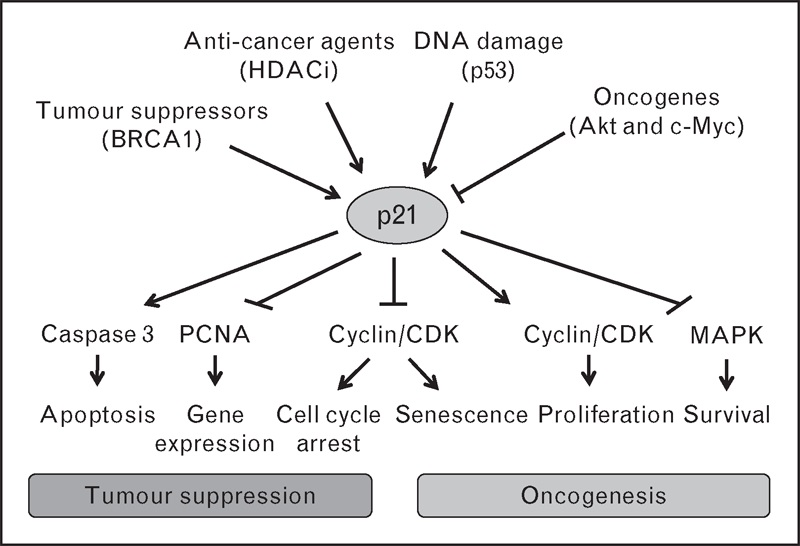 Anti-cancer agents
(HDACi)
DNA damage
(p53)
Tumour suppressors
(BRCA1)
Oncogenes
(Akt and c-Myc)
p21
Caspase 3
PCNA
Cyclin/CDK
Cyclin/CDK
MAPK
Apoptosis
Gene
expression
Cell cycle
arrest
Senescence
Proliferation
Survival
Tumour suppression
Oncogenesis